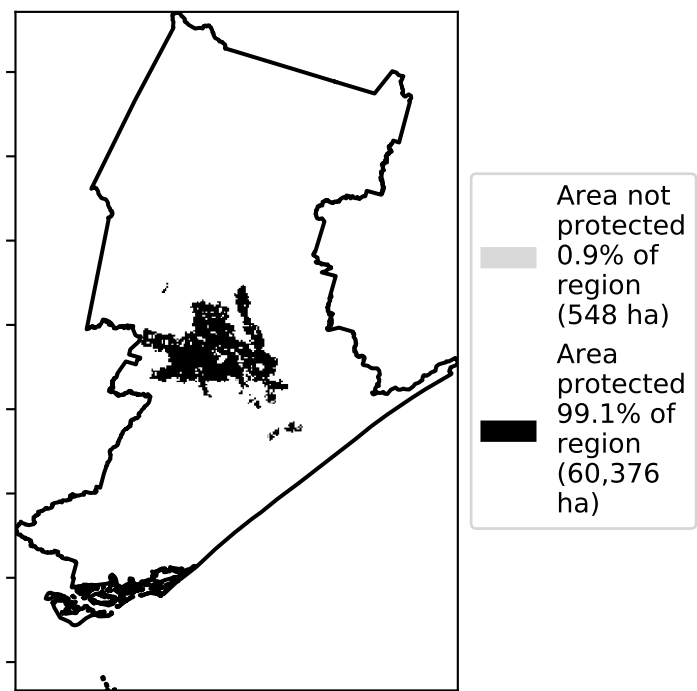 Area not
protected
0.9% of
region
(548 ha)
Area
protected
99.1% of
region
(60,376
ha)